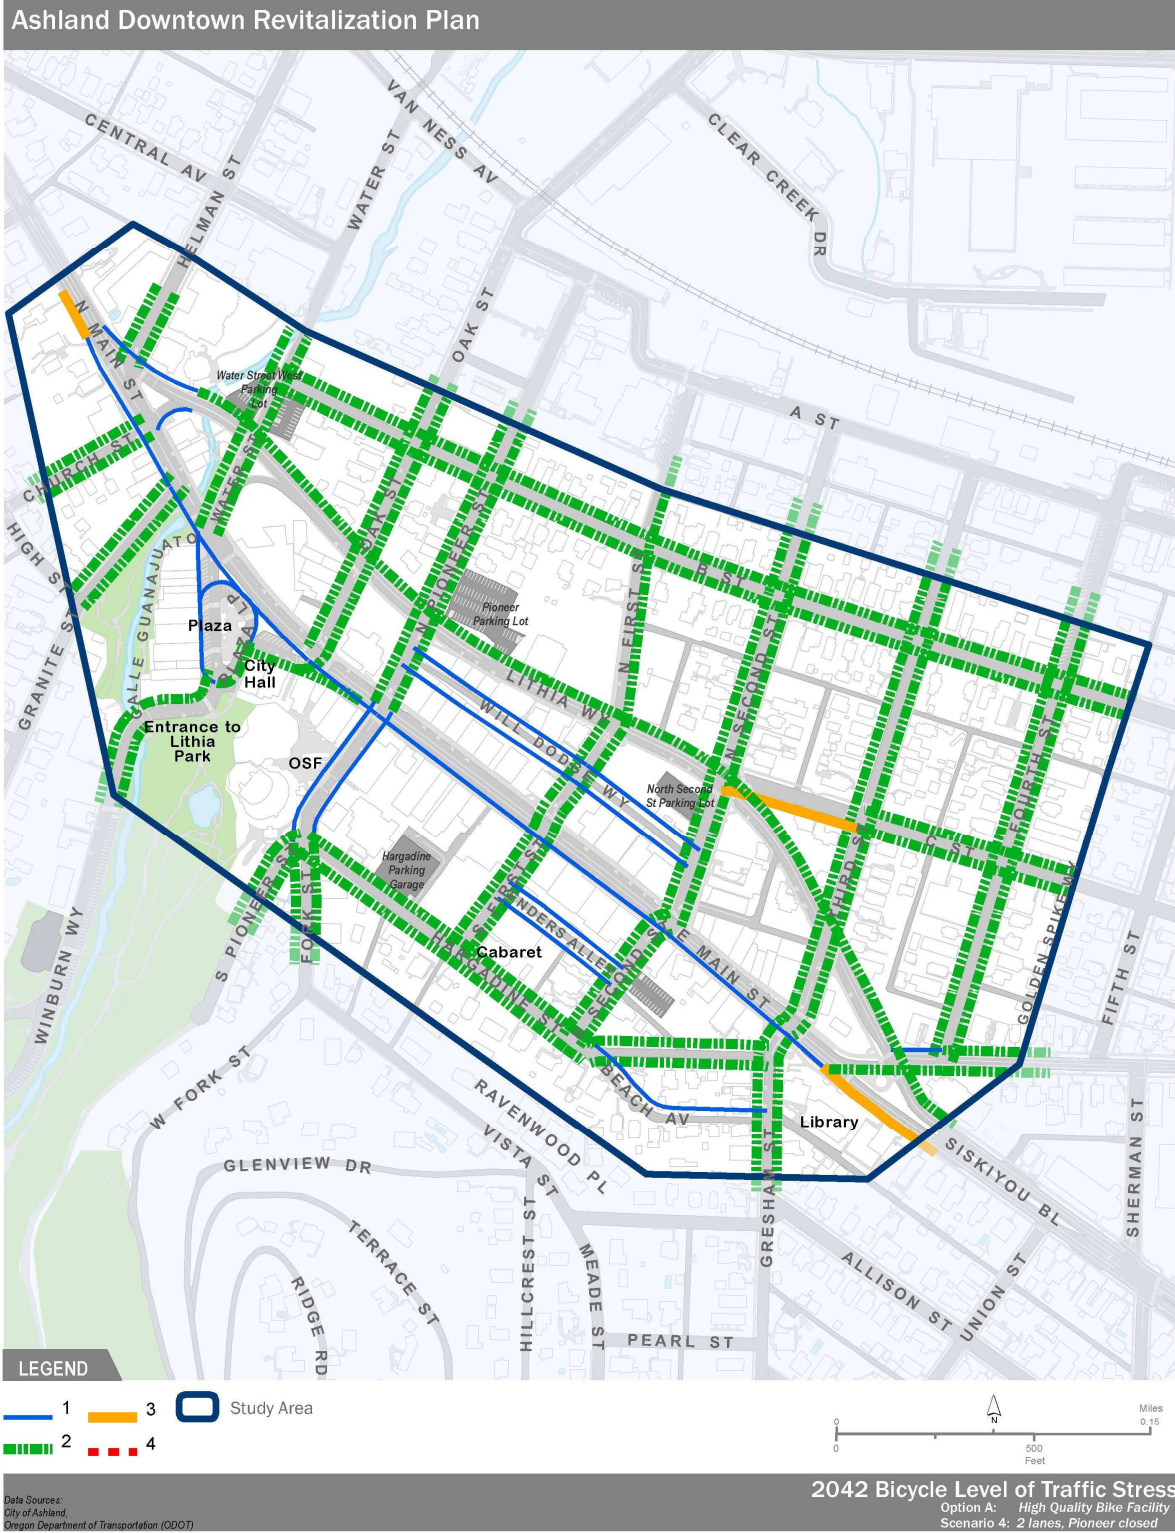 Ashland Downtown Revitalization Plan
VAN NESS AV
CENTRAL AV
CLEAR CREEK DR
WATER ST
HELMAN ST
OAK ST
N MAIN ST
Water Street West
Parking
Lot
A ST
CHURCH ST
WATER ST
OAK ST
N PIONEER ST
HIGH ST
CALLE GUANAJUATO
B ST
N FIRST ST
Pioneer
Parking Lot
Plaza
LP
PLAZA
GRANITE ST
City
Hall
N SECOND ST
LITHIA WY
WILL DODGE WY
Entrance to
Lithia
Park
OSF
FOURTH ST
North Second
St Parking Lot
C ST
THIRD ST
Hargadine
Parking
Garage
S PIONEER ST
FORK ST
S FIRST ST
ENDERS ALLEY
HARGADINE ST
Cabaret
S SECOND ST
E MAIN ST
GOLDEN SPIKE WY
FIFTH ST
WINBURN WY
W FORK ST
BEACH AV
RAVENWOOD PL
VISTA ST
Library
SISKIYOU BL
SHERMAN ST
GLENVIEW DR
TERRACE ST
RIDGE RD
HILLCREST ST
MEADE ST
GRESHAM ST
ALLISON ST
UNION ST
PEARL ST
LEGEND
1
2
3
4
Study Area
N
Miles
0
0.15
0
500
Feet
2042 Bicycle Level of Traffic Stress
Option A: High Quality Bike Facility
Scenario 4: 2 lanes, Pioneer closed
Data Sources:
City of Ashland,
Oregon Department of Transportation (ODOT)